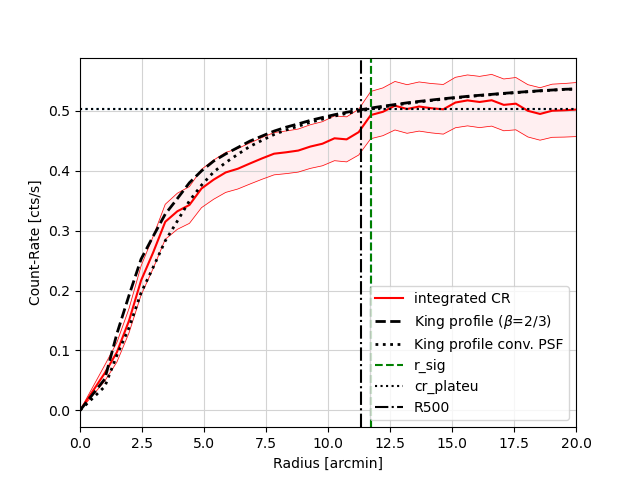 Count-Rate [cts/s]
0.5
0.4
0.3
0.2
0.1
0.0
integrated CR
King profile (β=2/3)
King profile conv. PSF
r_sig
cr_plateu
R500
0.0 2.5 5.0 7.5 10.0 12.5 15.0 17.5 20.0
Radius [arcmin]